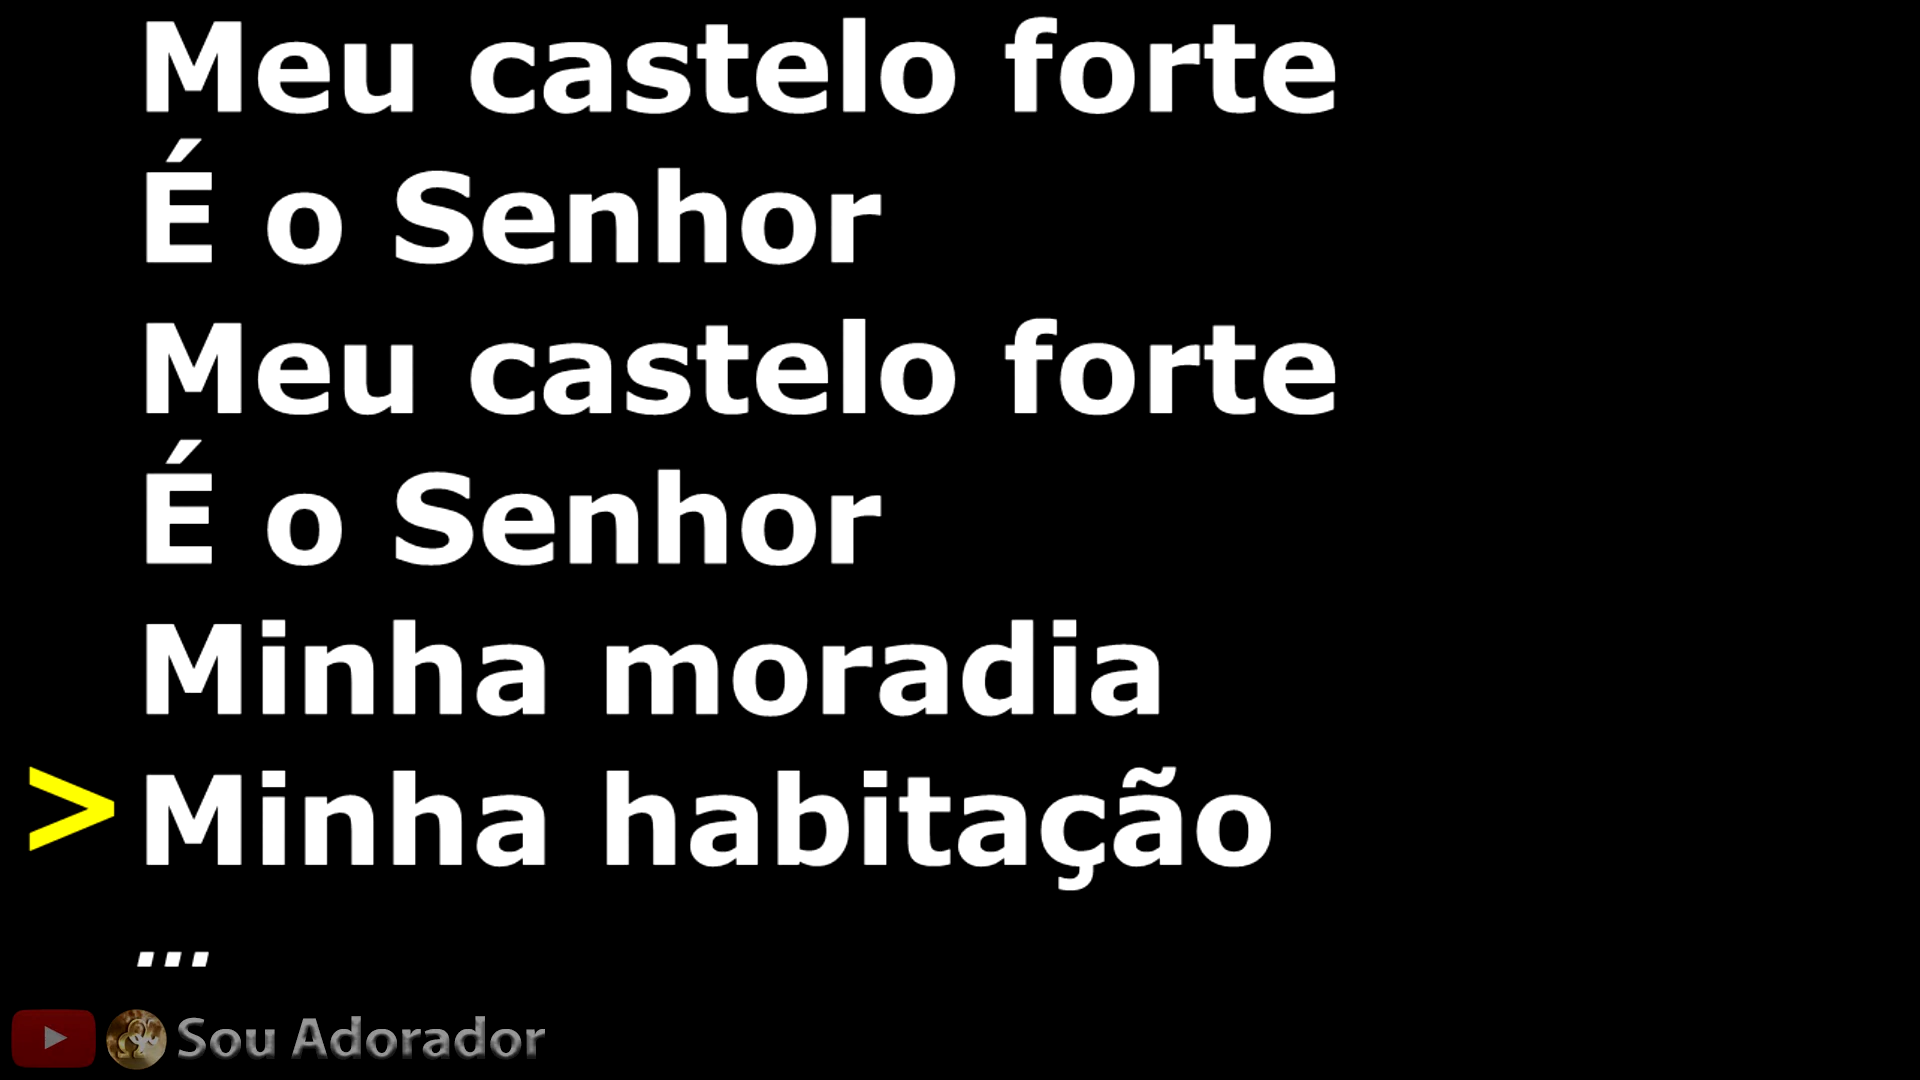 Meu castelo forte
É o Senhor
Meu castelo forte
É o Senhor
Minha moradia
> Minha habitação
...
Sou Adorador